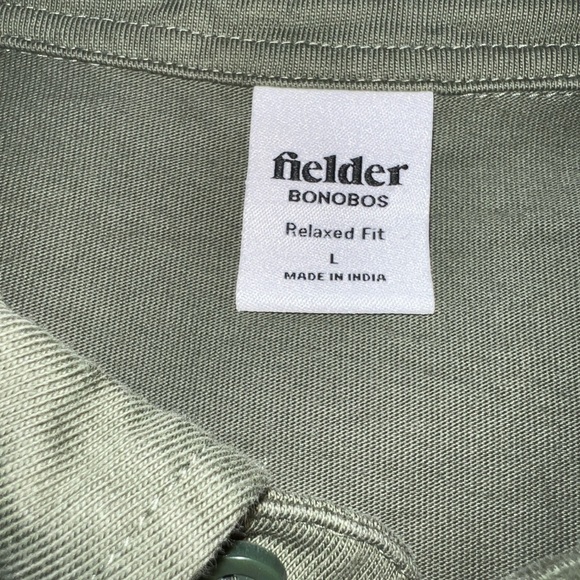 fielder
BONOBOS
Relaxed Fit
L
MADE IN INDIA